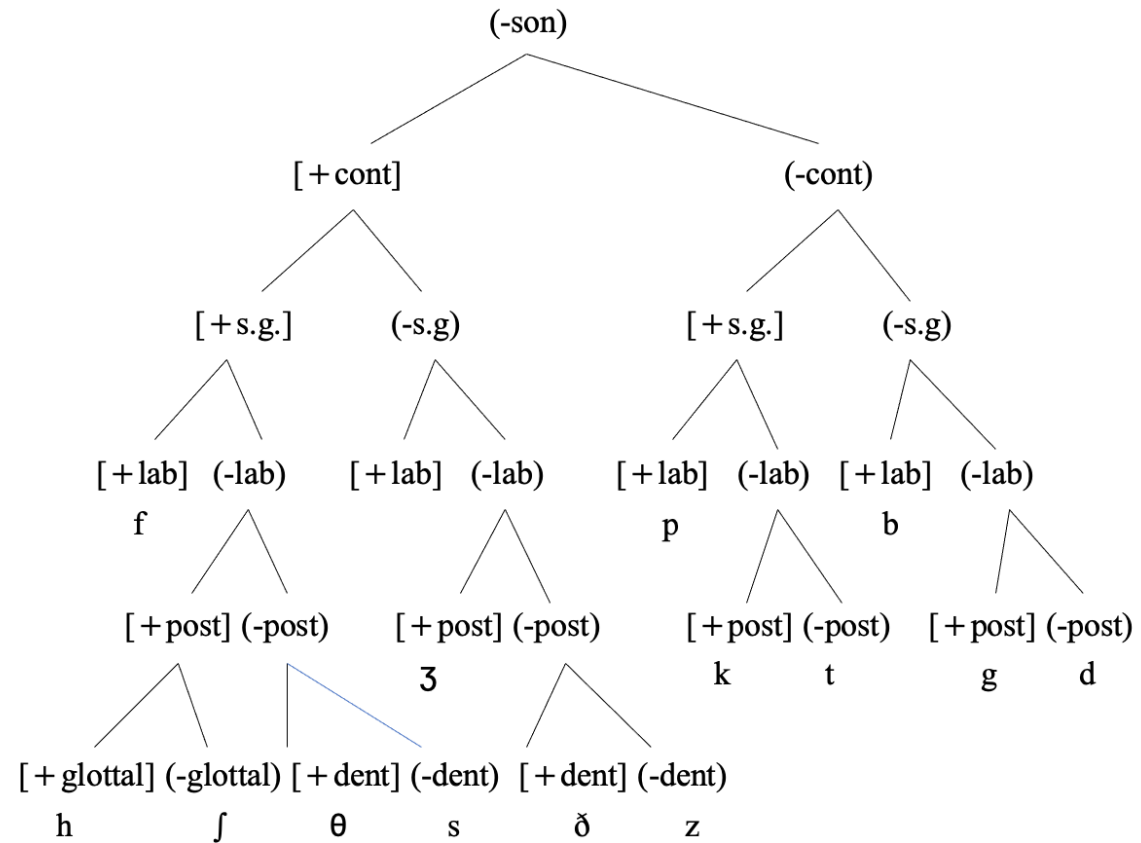 (-son)
[+cont] (-cont)
[+s.g.] (-s.g) [+s.g.] (-s.g)
[+lab] (-lab) [+lab] (-lab) [+lab] (-lab) [+lab] (-lab)
f p b
[+post] (-post) [+post] (-post) [+post] (-post) [+post] (-post)
ʒ k t g d
[+glottal] (-glottal) [+dent] (-dent) [+dent] (-dent)
h ʃ θ s ð z